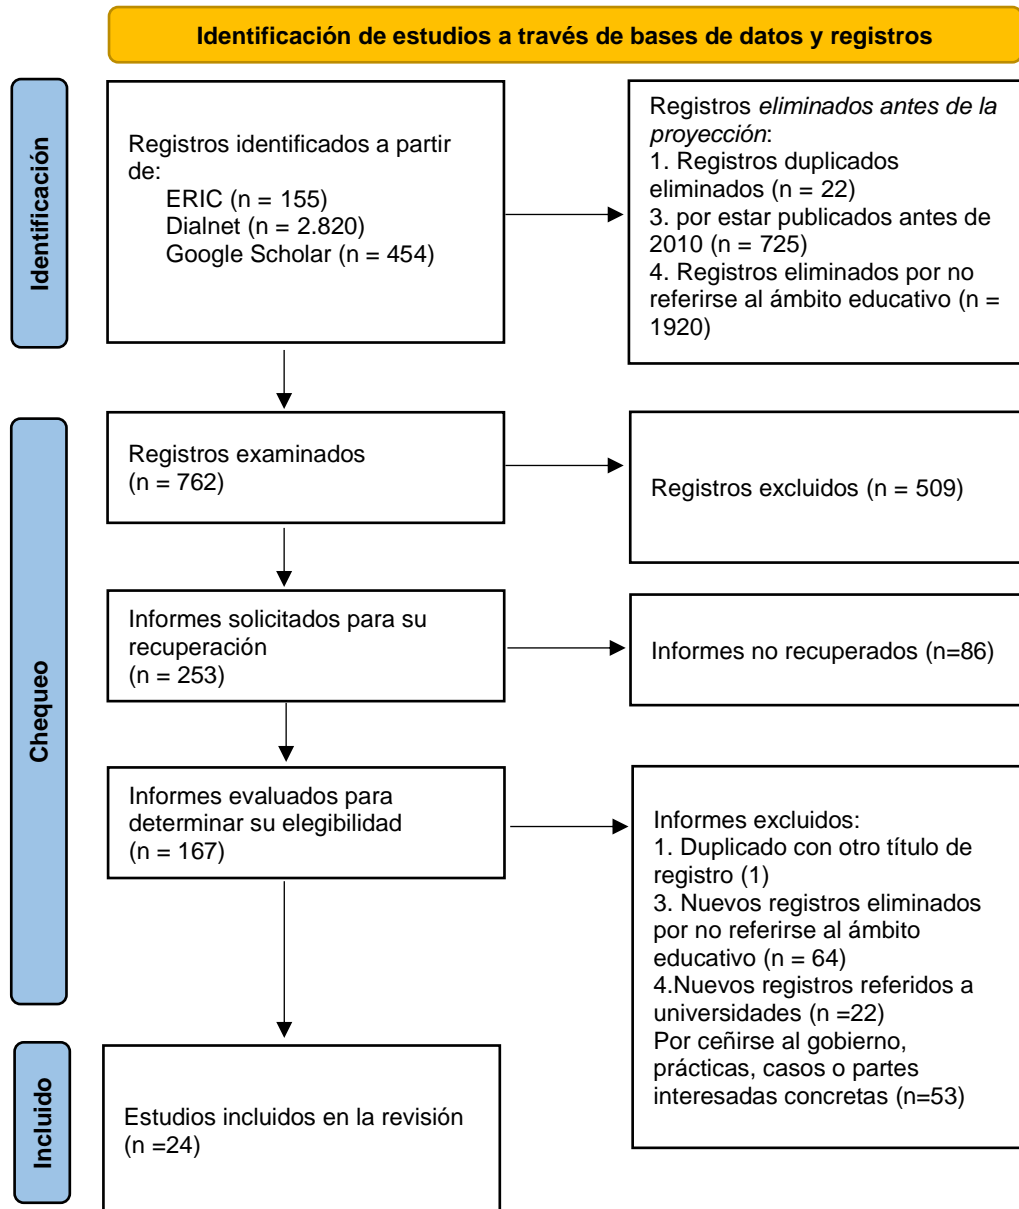 Identificación de estudios a través de bases de datos y registros
Identificación
Registros identificados a partir
de:
ERIC (n = 155)
Dialnet (n = 2.820)
Google Scholar (n = 454)
Registros eliminados antes de la
proyección:
1. Registros duplicados
eliminados (n = 22)
3. por estar publicados antes de
2010 (n = 725)
4. Registros eliminados por no
referirse al ámbito educativo (n =
1920)
Chequeo
Registros examinados
(n = 762)
Registros excluidos (n = 509)
Informes solicitados para su
recuperación
(n = 253)
Informes no recuperados (n=86)
Informes evaluados para
determinar su elegibilidad
(n = 167)
Informes excluidos:
1. Duplicado con otro título de
registro (1)
3. Nuevos registros eliminados
por no referirse al ámbito
educativo (n = 64)
4.Nuevos registros referidos a
universidades (n =22)
Por ceñirse al gobierno,
prácticas, casos o partes
interesadas concretas (n=53)
Incluido
Estudios incluidos en la revisión
(n =24)